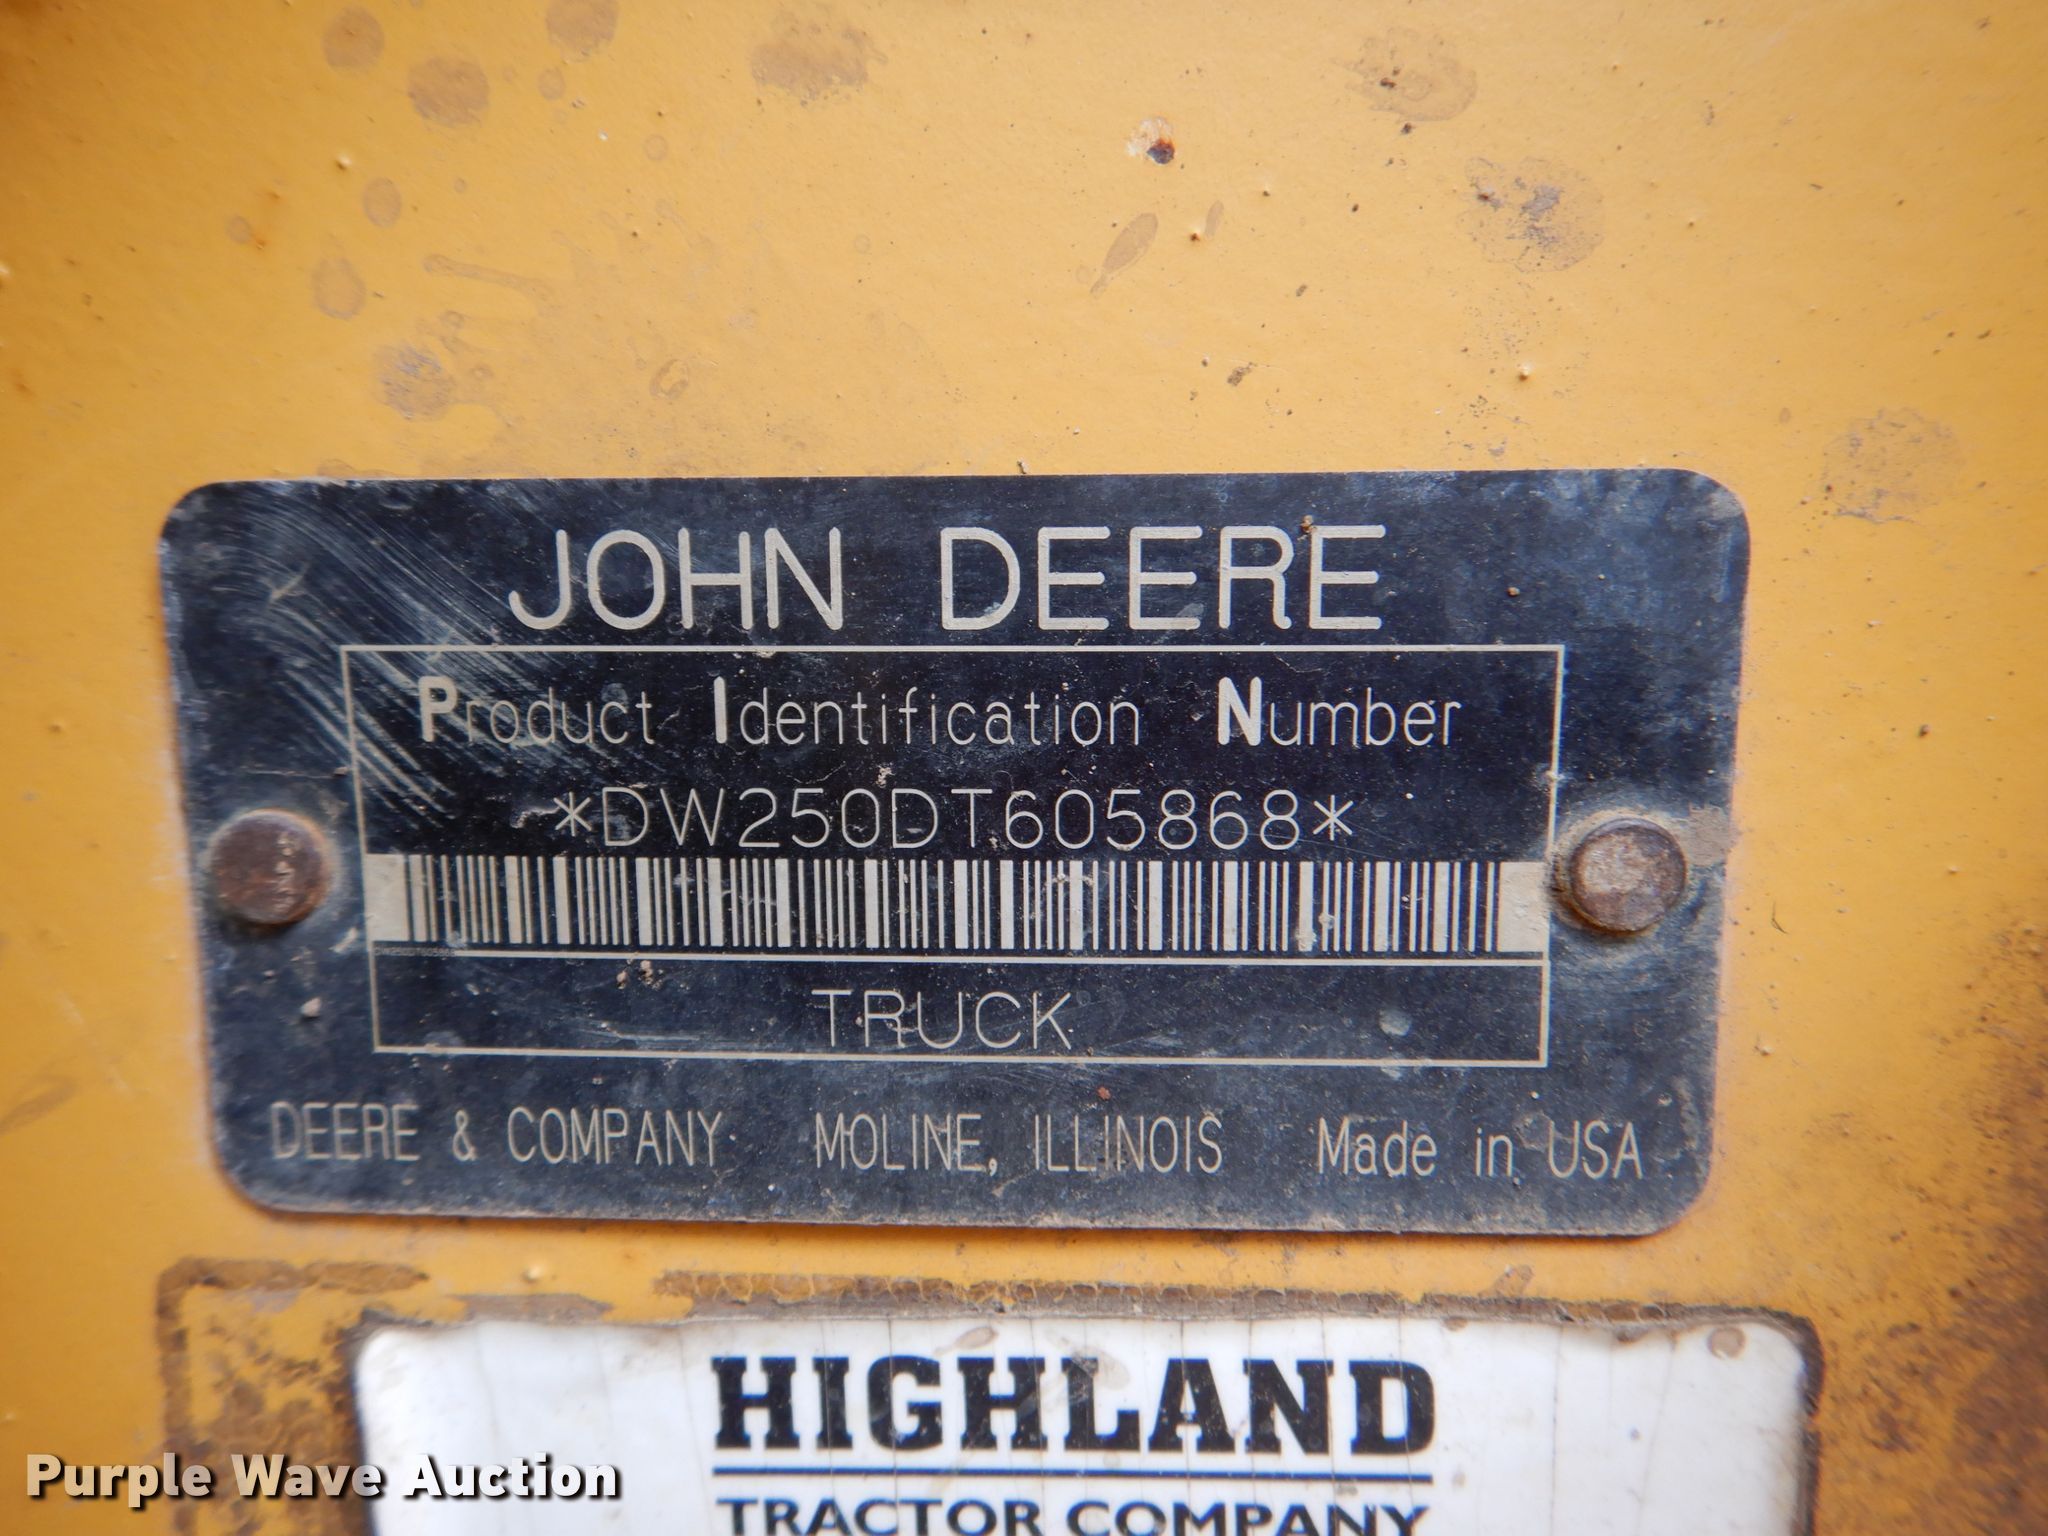 JOHN DEERE
Product Identification Number
*DW250DT605868*
DW250DT605868
TRUCK
DEERE & COMPANY MOLINE, ILLINOIS Made in USA
HIGHLAND
TRACTOR COMPANY
Purple Wave Auction